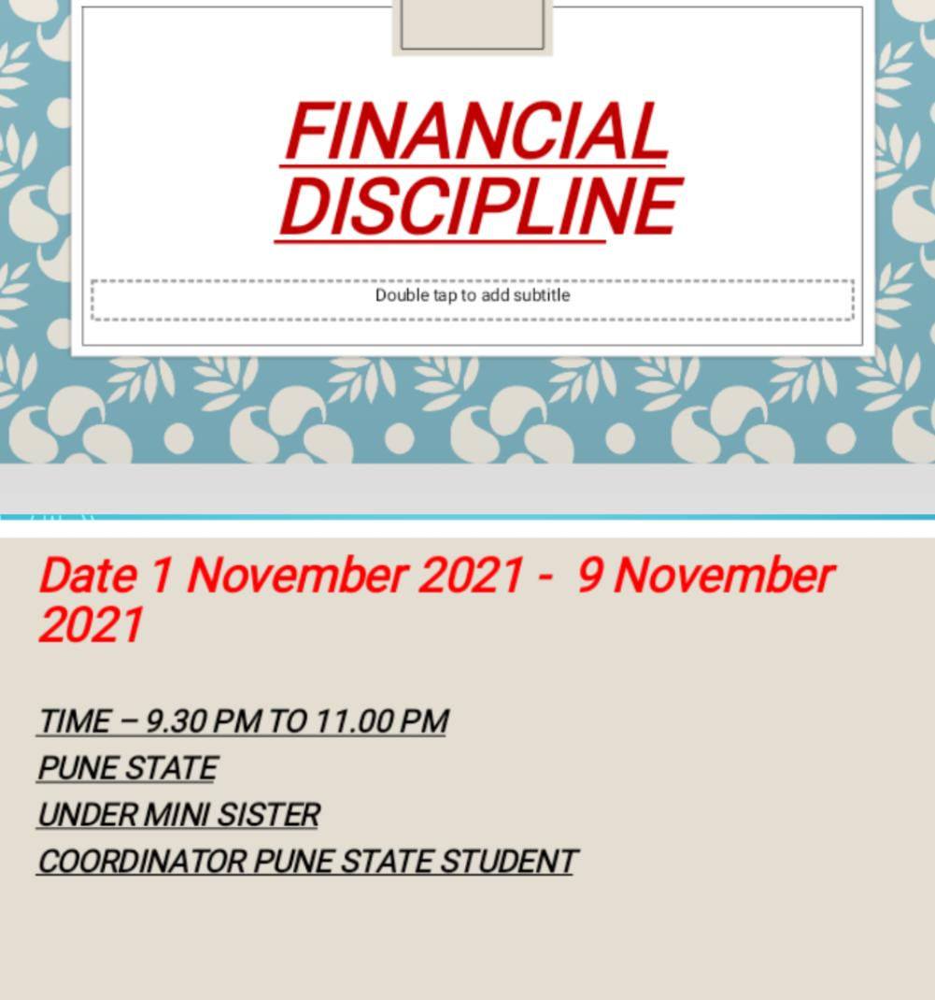 FINANCIAL
DISCIPLINE
Double tap to add subtitle
Date 1 November 2021 - 9 November
2021
TIME – 9.30 PM TO 11.00 PM
PUNE STATE
UNDER MINI SISTER
COORDINATOR PUNE STATE STUDENT